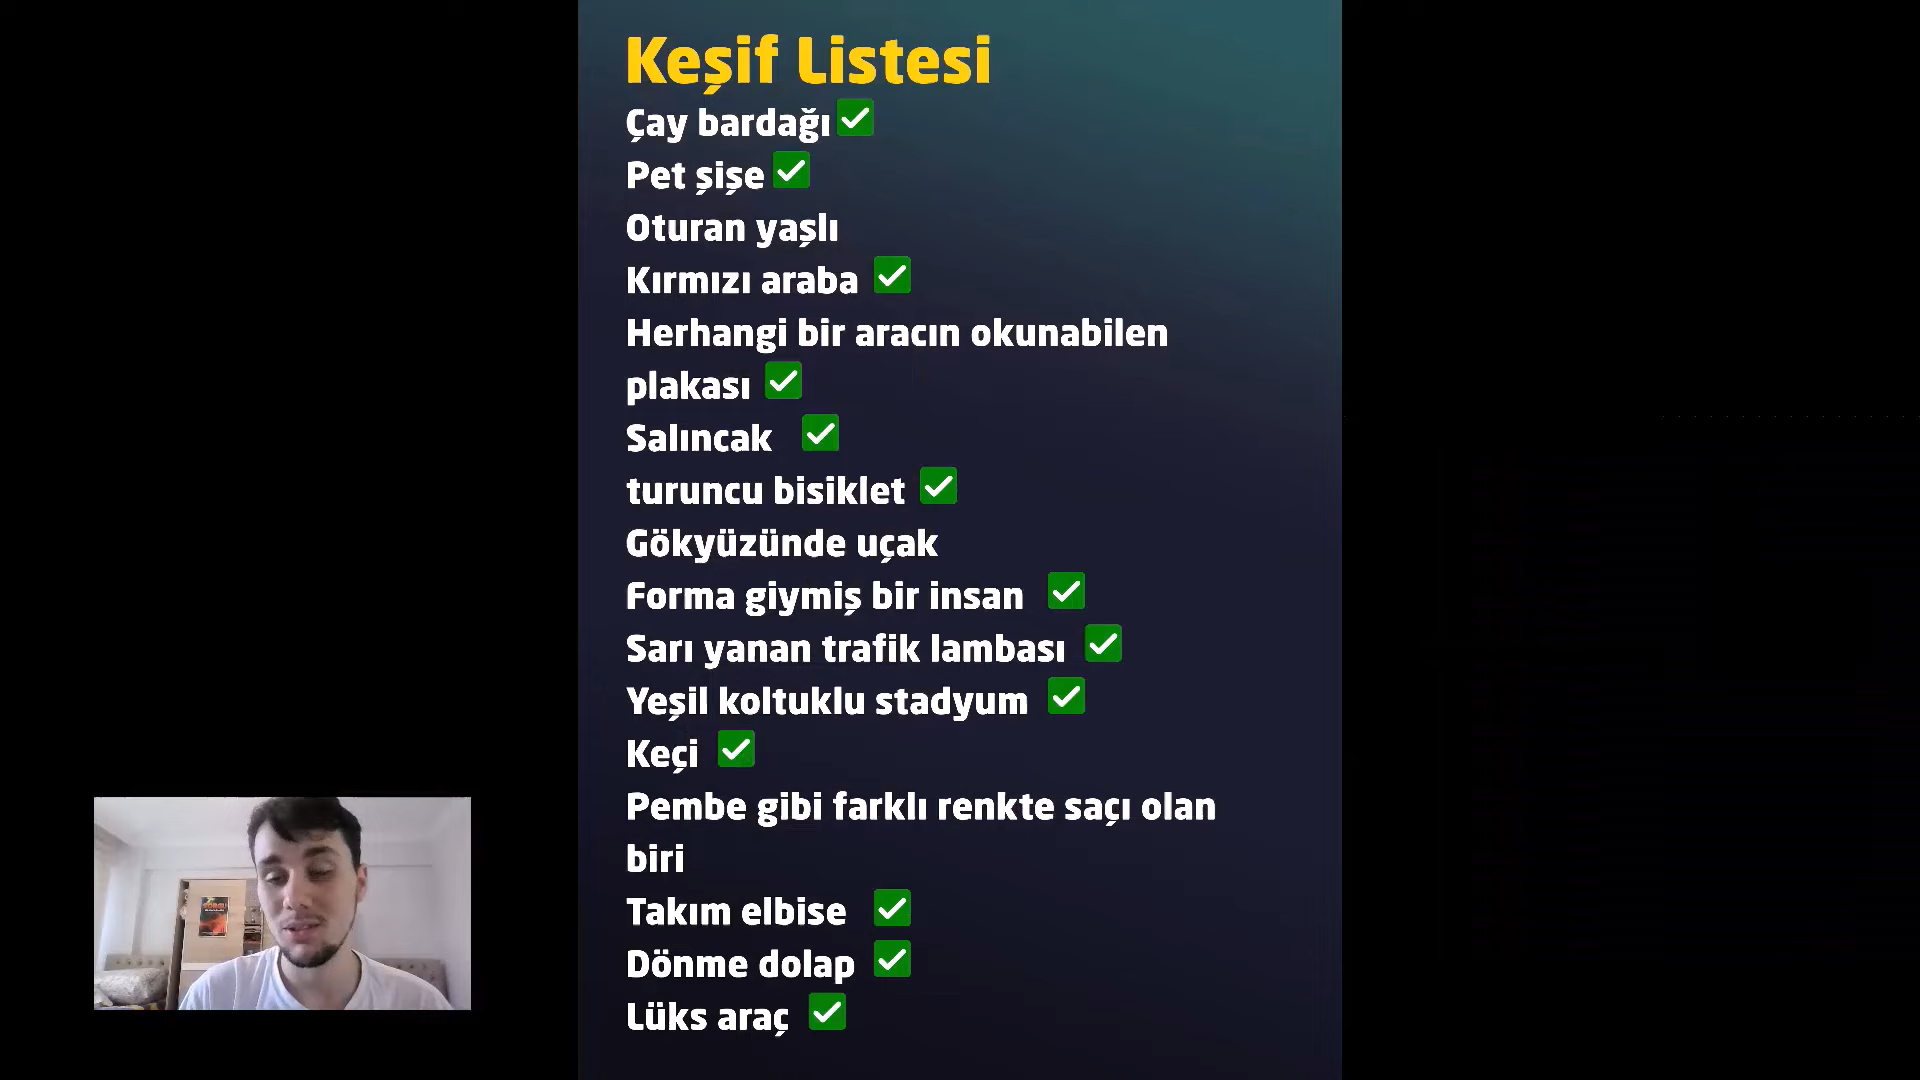 Keşif Listesi
Çay bardağı ✅
Pet şişe ✅
Oturan yaşlı
Kırmızı araba ✅
Herhangi bir aracın okunabilen
plakası ✅
Salıncak ✅
turuncu bisiklet ✅
Gökyüzünde uçak
Forma giymiş bir insan ✅
Sarı yanan trafik lambası ✅
Yeşil koltuklu stadyum ✅
Keçi ✅
Pembe gibi farklı renkte saçı olan
biri
Takım elbise ✅
Dönme dolap ✅
Lüks araç ✅